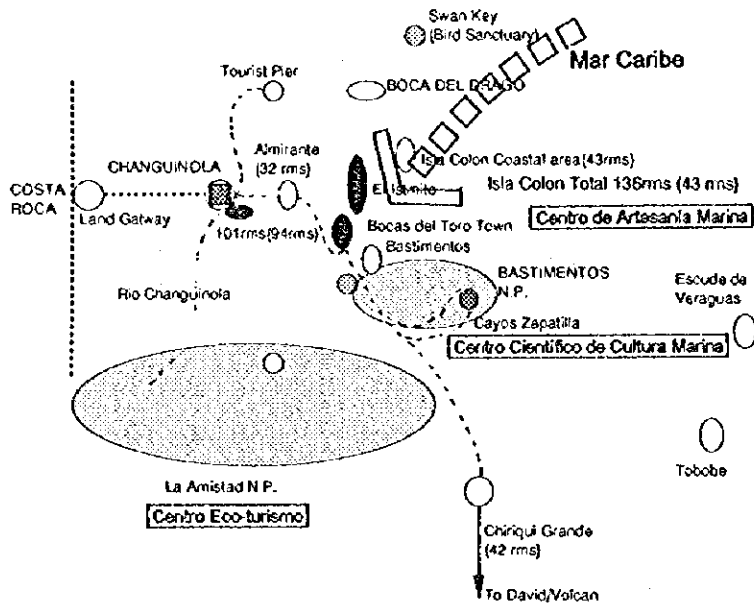 Swan Key
(Bird Sanctuary)
Mar Caribe
Tourist Pier
BOCA DEL DRAGO
Almirante
(32 rms)
CHANGUINOLA
Isla Colon Coastal area(43rms)
COSTA
ROCA
Land Gatway
Isla Colon Total 136rms (43 rms)
101rms(94rms)
Bocas del Toro Town
Centro de Artesanía Marina
Bastimentos
BASTIMENTOS
N.P.
Escude de
Veraguas
Rio Changuinola
Cayos Zapatilla
Centro Científico de Cultura Marina
Tobobe
La Amistad N.P.
Centro Eco-turismo
Chiriqui Grande
(42 rms)
To David/Volcan